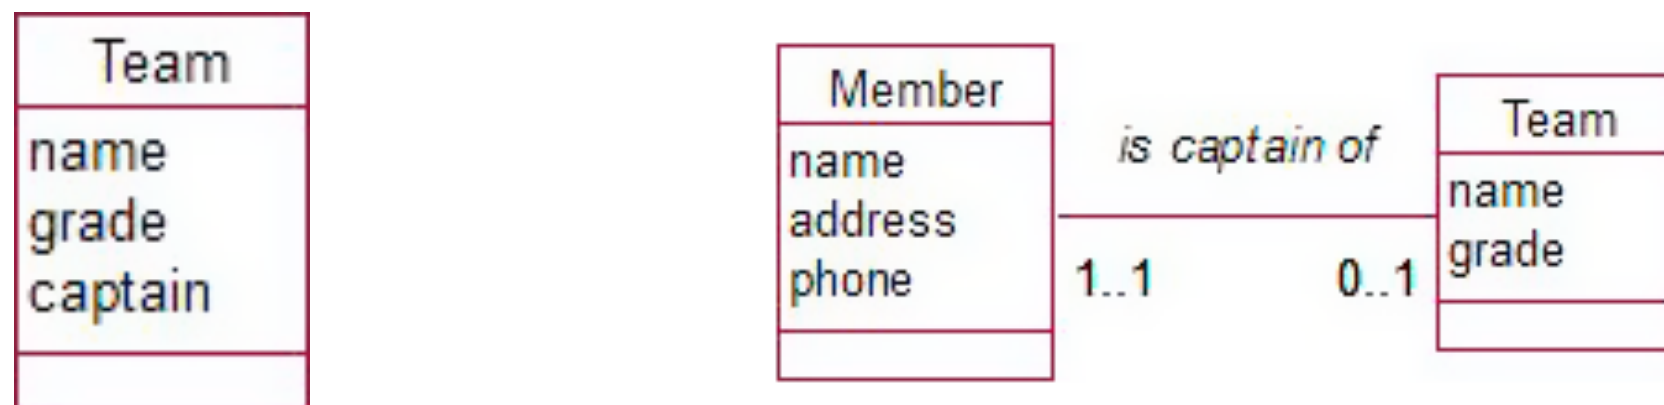 Team
name
grade
captain
Member
name
address
phone
is captain of
1..1
0..1
Team
name
grade